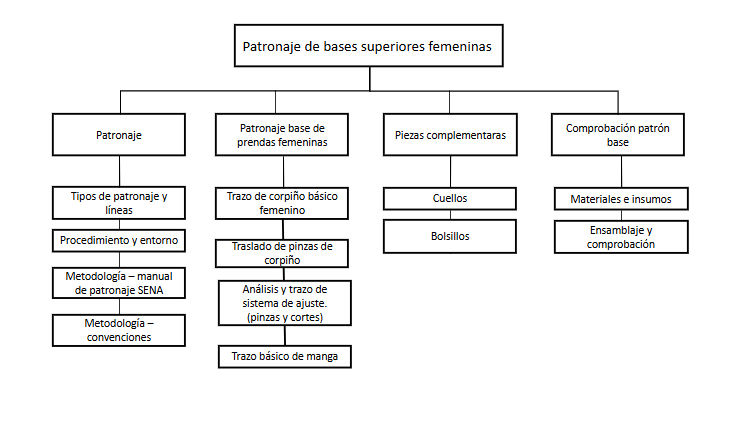 Patronaje de bases superiores femeninas
Patronaje
Tipos de patronaje y
líneas
Procedimiento y entorno
Metodología – manual
de patronaje SENA
Metodología –
convenciones
Patronaje base de
prendas femeninas
Trazo de corpiño básico
femenino
Traslado de pinzas de
corpiño
Análisis y trazo de
sistema de ajuste.
(pinzas y cortes)
Trazo básico de manga
Piezas complementaras
Cuellos
Bolsillos
Comprobación patrón
base
Materiales e insumos
Ensamblaje y
comprobación